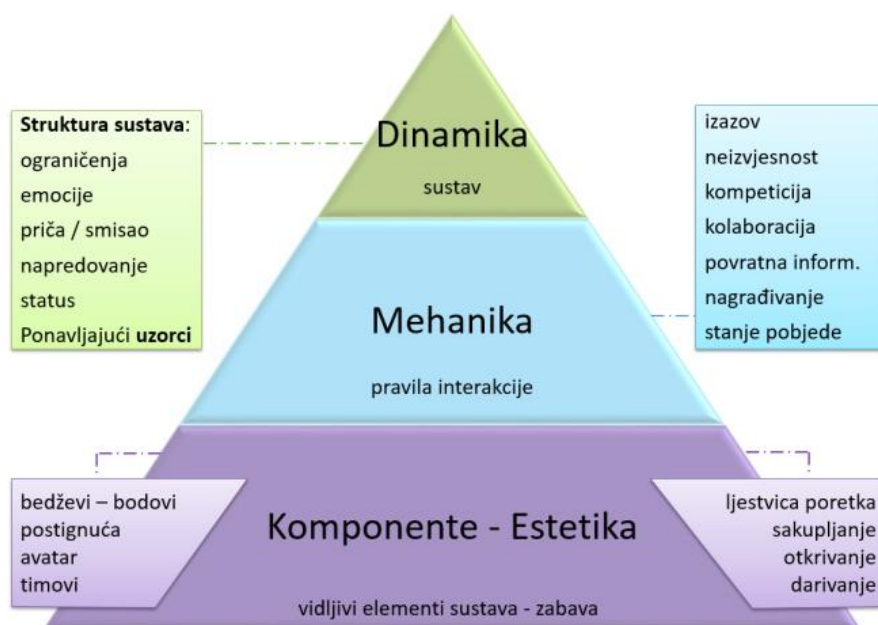 Dinamika
sustav
Struktura sustava:
ograničenja
emocije
priča / smisao
napredovanje
status
Ponavljajući uzorci
izazov
neizvjesnost
kompeticija
kolaboracija
povratna inform.
nagrađivanje
stanje pobjede
Mehanika
pravila interakcije
bedževi – bodovi
postignuća
avatar
timovi
Komponente - Estetika
vidljivi elementi sustava - zabava
ljestvica poretka
sakupljanje
otkrivanje
darivanje